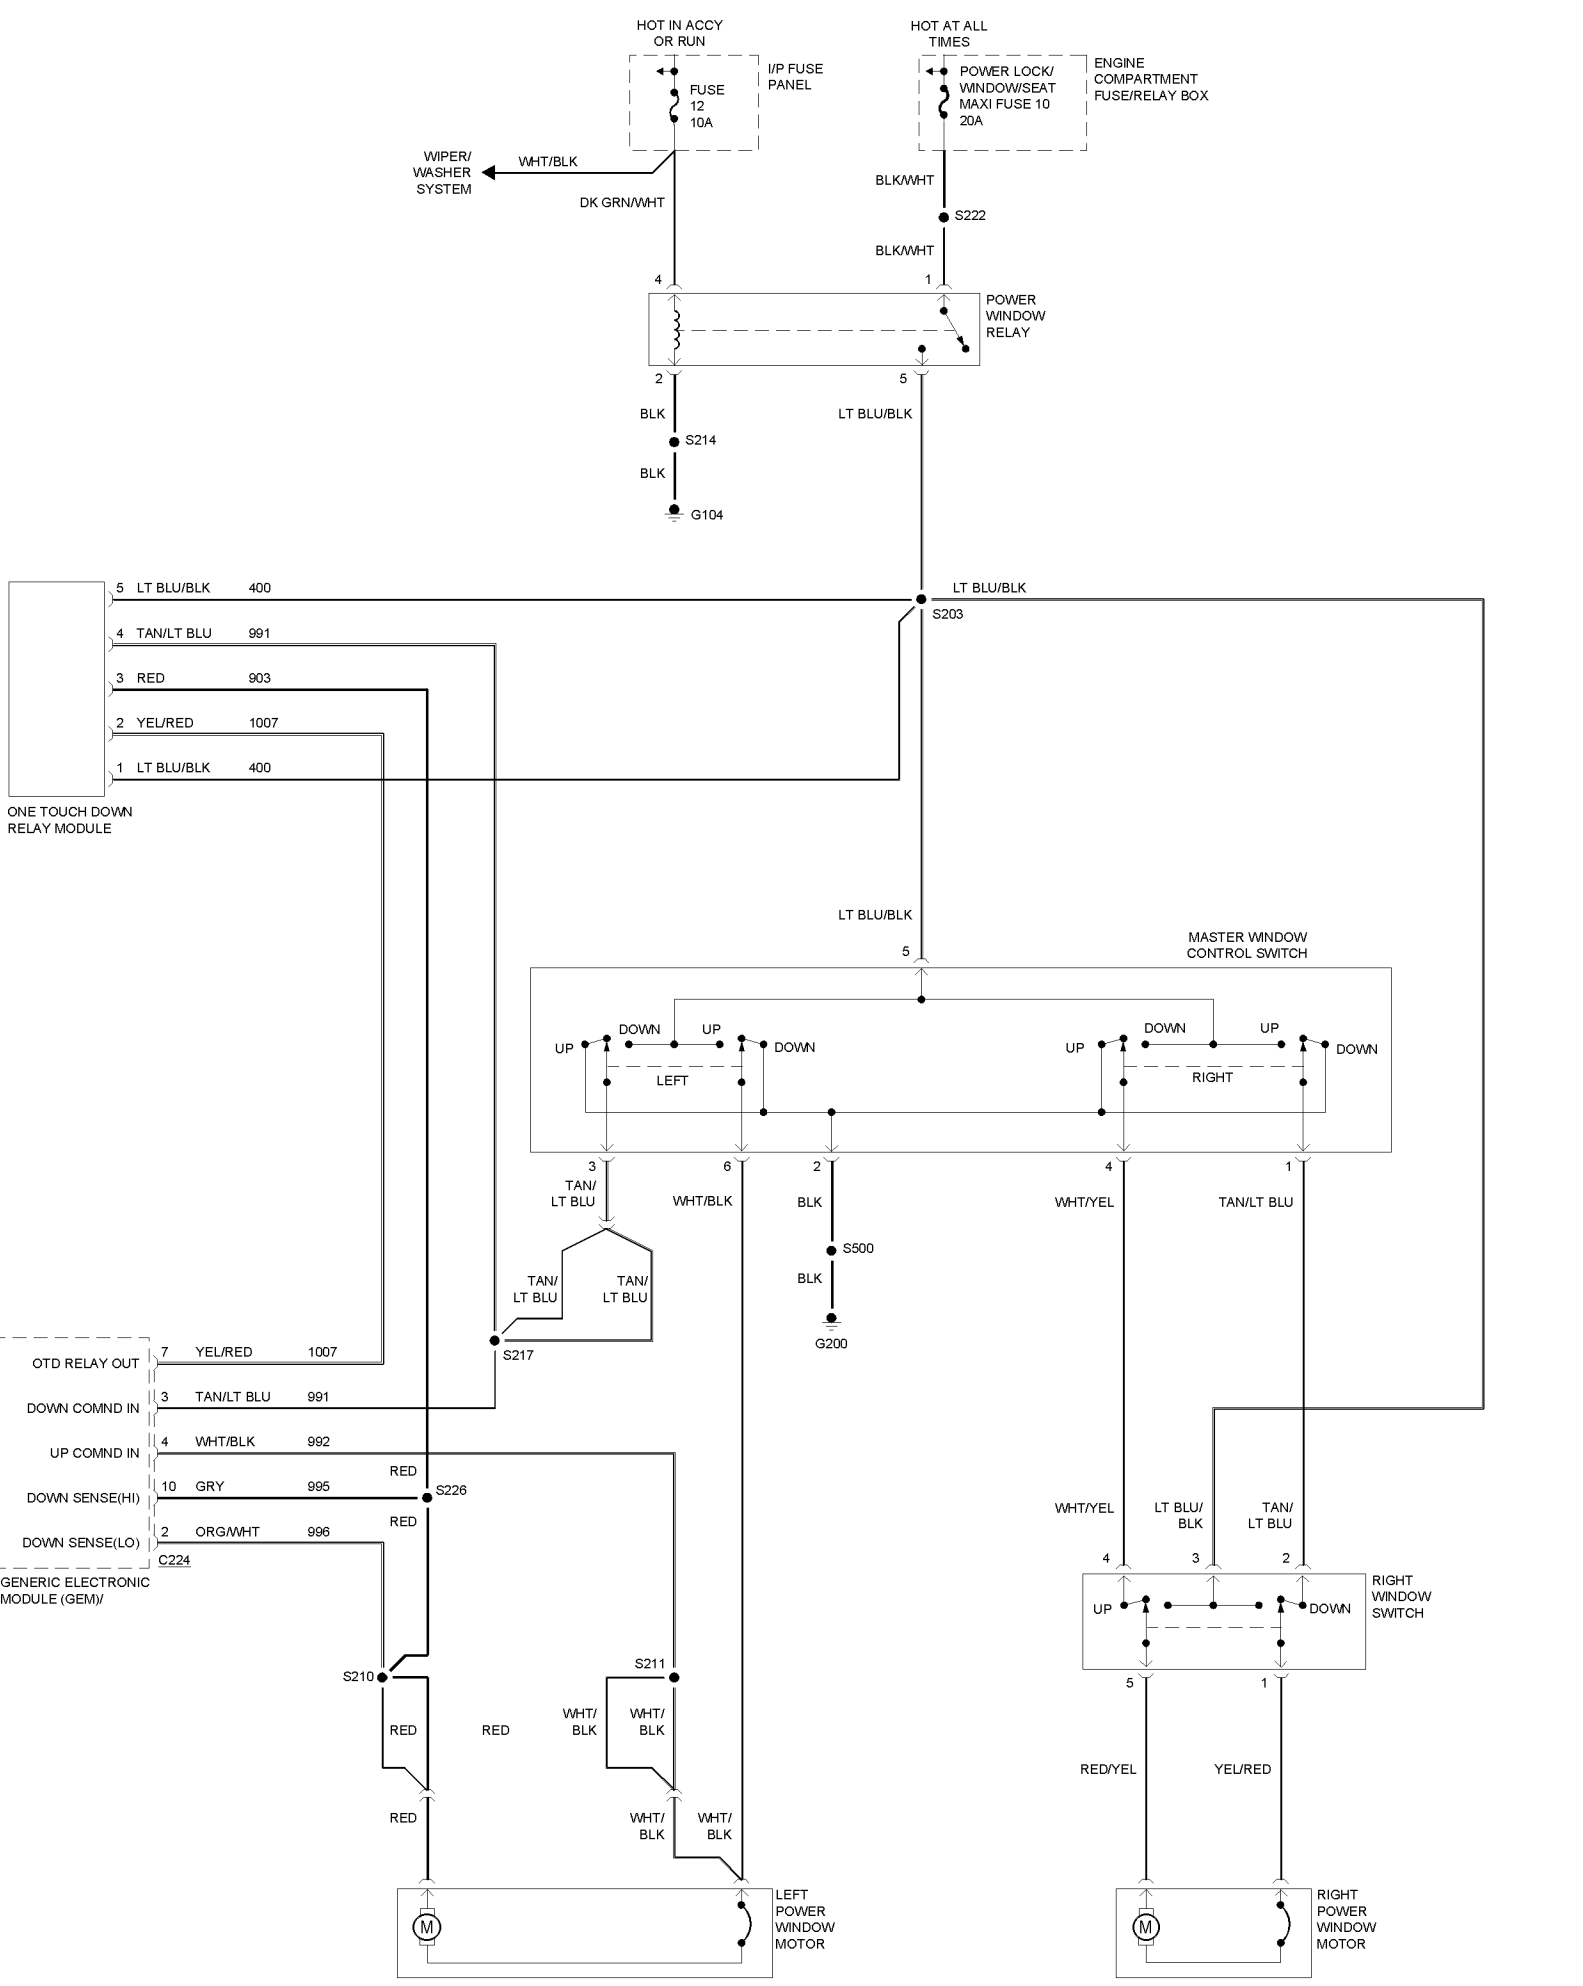 HOT IN ACCY
OR RUN
HOT AT ALL
TIMES
I/P FUSE
PANEL
FUSE
12
10A
POWER LOCK/
WINDOW/SEAT
MAXI FUSE 10
20A
ENGINE
COMPARTMENT
FUSE/RELAY BOX
WIPER/
WASHER
SYSTEM
WHT/BLK
DK GRN/WHT
BLK/WHT
S222
BLK/WHT
4
1
POWER
WINDOW
RELAY
2
5
BLK
LT BLU/BLK
S214
BLK
G104
5 LT BLU/BLK 400
LT BLU/BLK
S203
4 TAN/LT BLU 991
3 RED 903
2 YEL/RED 1007
1 LT BLU/BLK 400
ONE TOUCH DOWN
RELAY MODULE
LT BLU/BLK
5
MASTER WINDOW
CONTROL SWITCH
UP
DOWN
UP
DOWN
LEFT
UP
DOWN
UP
DOWN
RIGHT
3
6
2
4
1
TAN/
LT BLU
WHT/BLK
BLK
WHT/YEL
TAN/LT BLU
S500
BLK
G200
TAN/
LT BLU
TAN/
LT BLU
S217
OTD RELAY OUT 7 YEL/RED 1007
DOWN COMND IN 3 TAN/LT BLU 991
UP COMND IN 4 WHT/BLK 992
RED
DOWN SENSE(HI) 10 GRY 995
S226
RED
DOWN SENSE(LO) 2 ORG/WHT 996
C224
GENERIC ELECTRONIC
MODULE (GEM)/
WHT/YEL
LT BLU/
BLK
TAN/
LT BLU
4
3
2
UP
DOWN
RIGHT
WINDOW
SWITCH
5
1
S210
S211
RED
RED
WHT/
BLK
WHT/
BLK
RED/YEL
YEL/RED
RED
WHT/
BLK
WHT/
BLK
M
LEFT
POWER
WINDOW
MOTOR
M
RIGHT
POWER
WINDOW
MOTOR